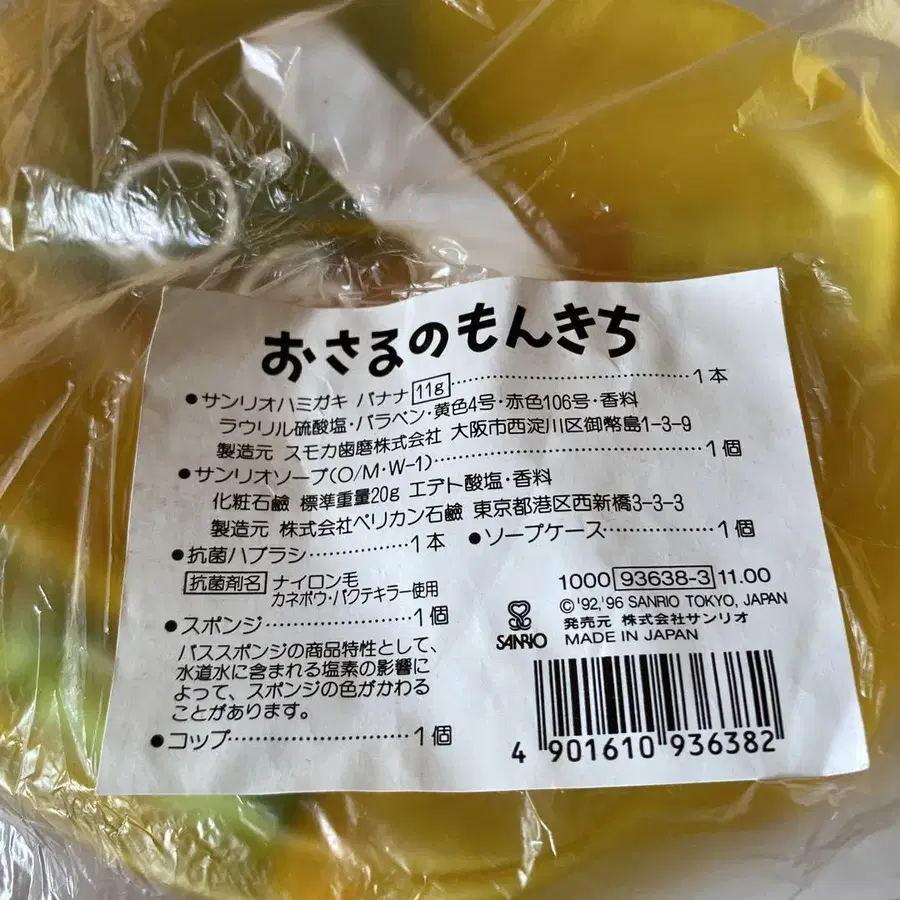 おさるのもんきち
●サンリオハミガキ バナナ 11g……………………1本
ラウリル硫酸塩・パラベン・黄色4号・赤色106号・香料
製造元 スモカ歯磨株式会社 大阪市西淀川区御幣島1-3-9
●サンリオソープ(O/M・W-1)……………………1個
化粧石鹸 標準重量20g エデト酸塩・香料
製造元 株式会社ペリカン石鹸 東京都港区西新橋3-3-3
●抗菌ハブラシ…………1本
●ソープケース…………1個
抗菌剤名 ナイロン毛
カネボウ・バクテキラー使用
●スポンジ………………1個
バススポンジの商品特性として、
水道水に含まれる塩素の影響に
よって、スポンジの色がかわる
ことがあります。
●コップ…………………1個
1000 93638-3 11.00
©'92,'96 SANRIO TOKYO, JAPAN
発売元 株式会社サンリオ
MADE IN JAPAN
SANRIO
4 901610 936382